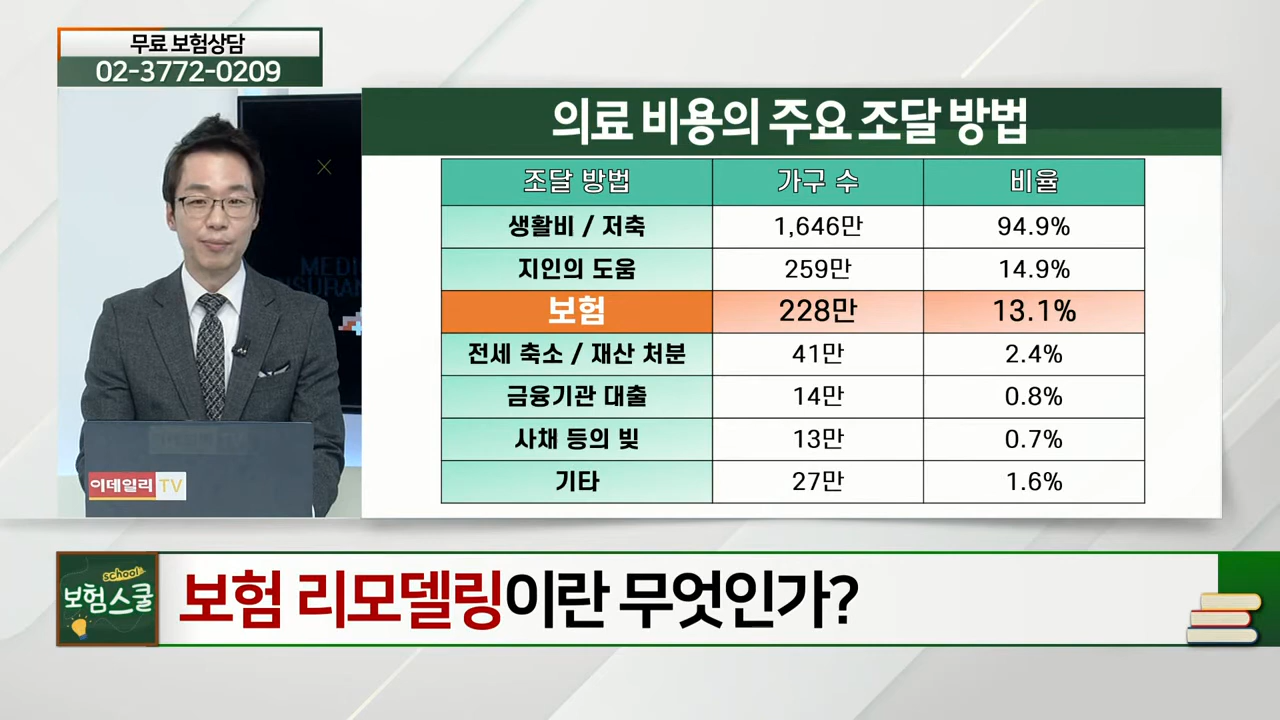 무료 보험상담
02-3772-0209
의료 비용의 주요 조달 방법
조달 방법 가구 수 비율
생활비 / 저축 1,646만 94.9%
지인의 도움 259만 14.9%
보험 228만 13.1%
전세 축소 / 재산 처분 41만 2.4%
금융기관 대출 14만 0.8%
사채 등의 빚 13만 0.7%
기타 27만 1.6%
이데일리 TV
school
보험스쿨
보험 리모델링이란 무엇인가?